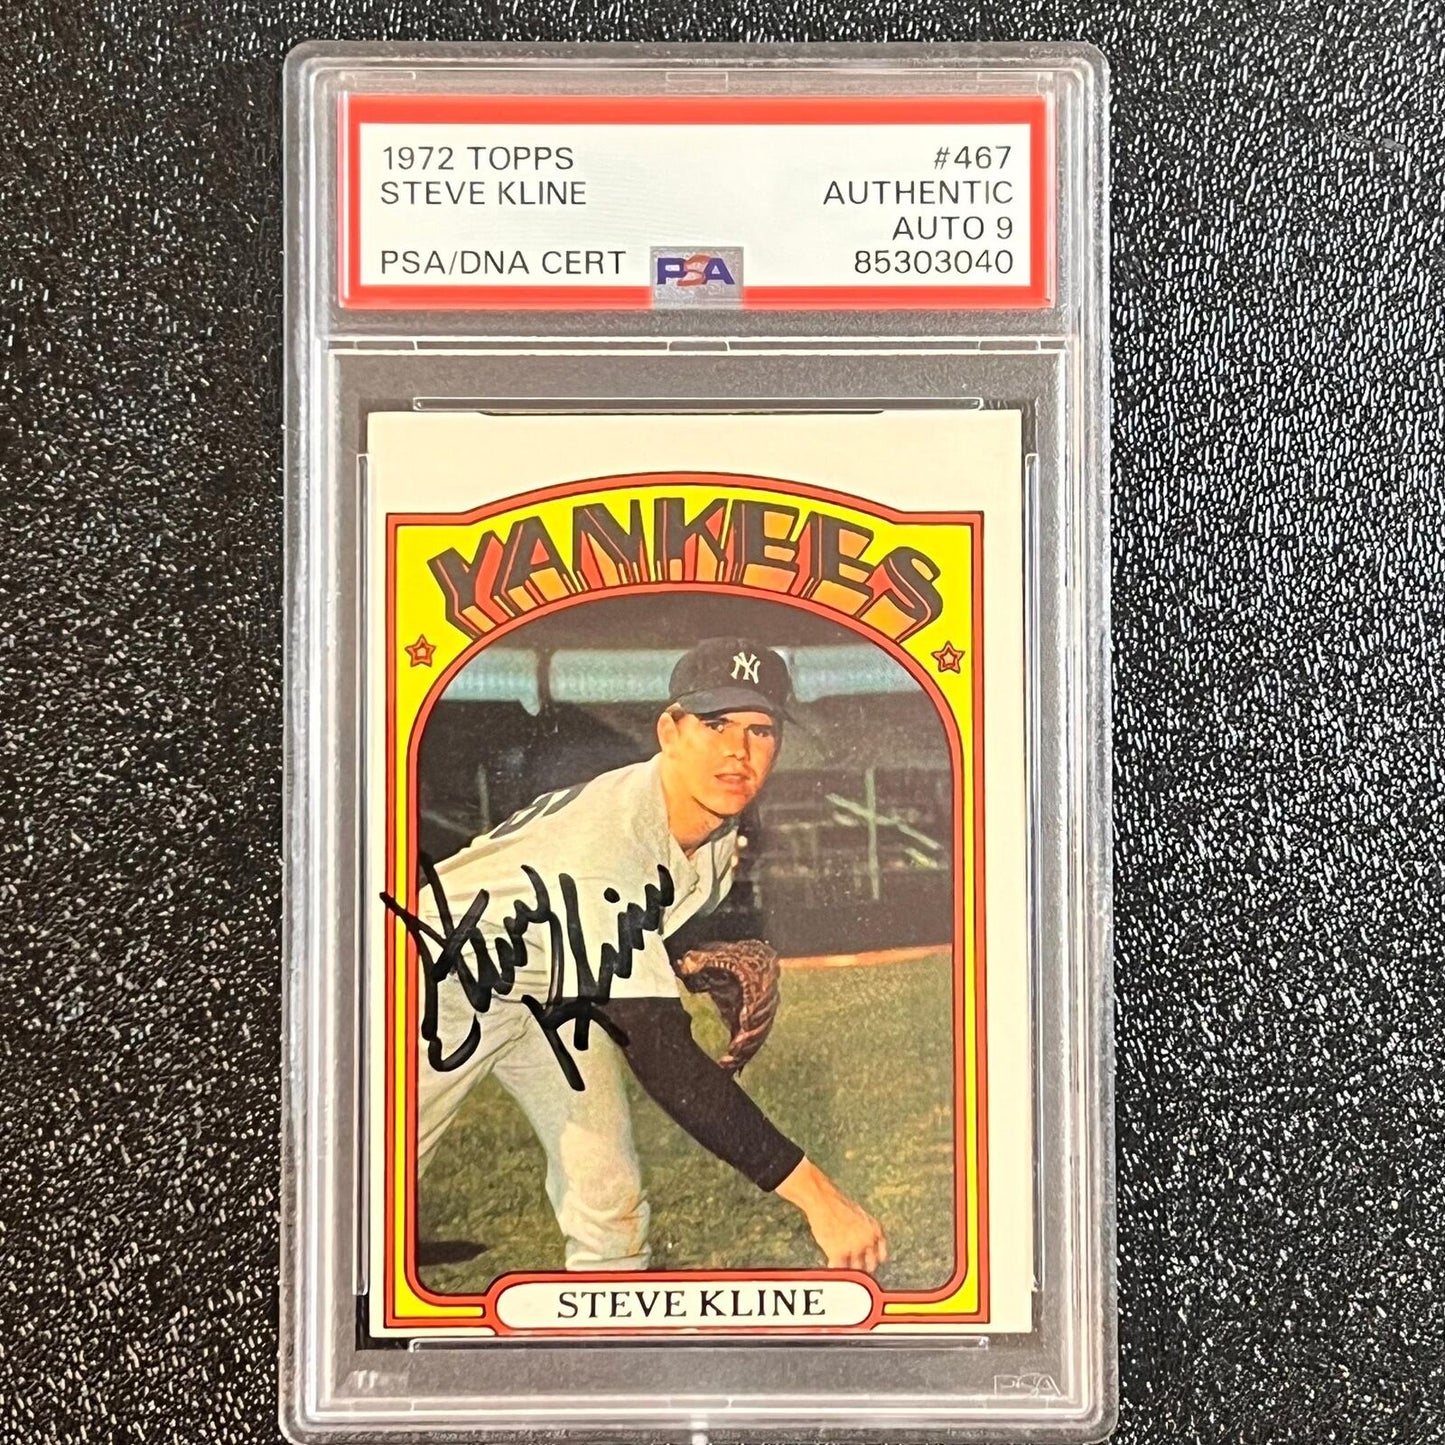 1972 TOPPS #467
STEVE KLINE AUTHENTIC
AUTO 9
PSA/DNA CERT PSA 85303040
YANKEES
NY
Steve Kline
STEVE KLINE
PSA